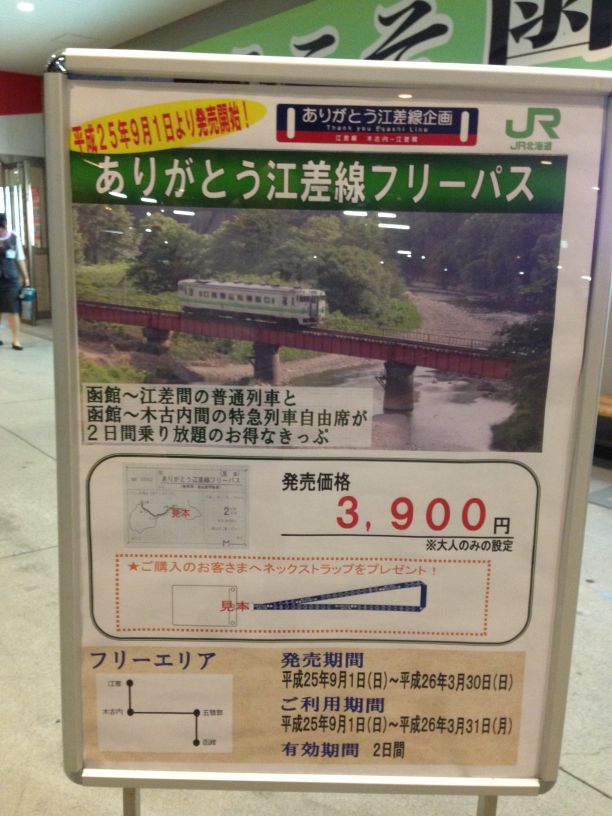 こそ函
平成25年9月1日より発売開始！
ありがとう江差線企画
Thank you Esashi Line
江差線 木古内－江差間
JR
JR北海道
ありがとう江差線フリーパス
函館～江差間の普通列車と
函館～木古内間の特急列車自由席が
２日間乗り放題のお得なきっぷ
ありがとう江差線フリーパス
2
見本
発売価格
3,900円
※大人のみの設定
★ご購入のお客さまへネックストラップをプレゼント！
見本
フリーエリア
江差
木古内
五稜郭
函館
発売期間
平成25年9月1日(日)～平成26年3月30日(日)
ご利用期間
平成25年9月1日(日)～平成26年3月31日(月)
有効期間 2日間